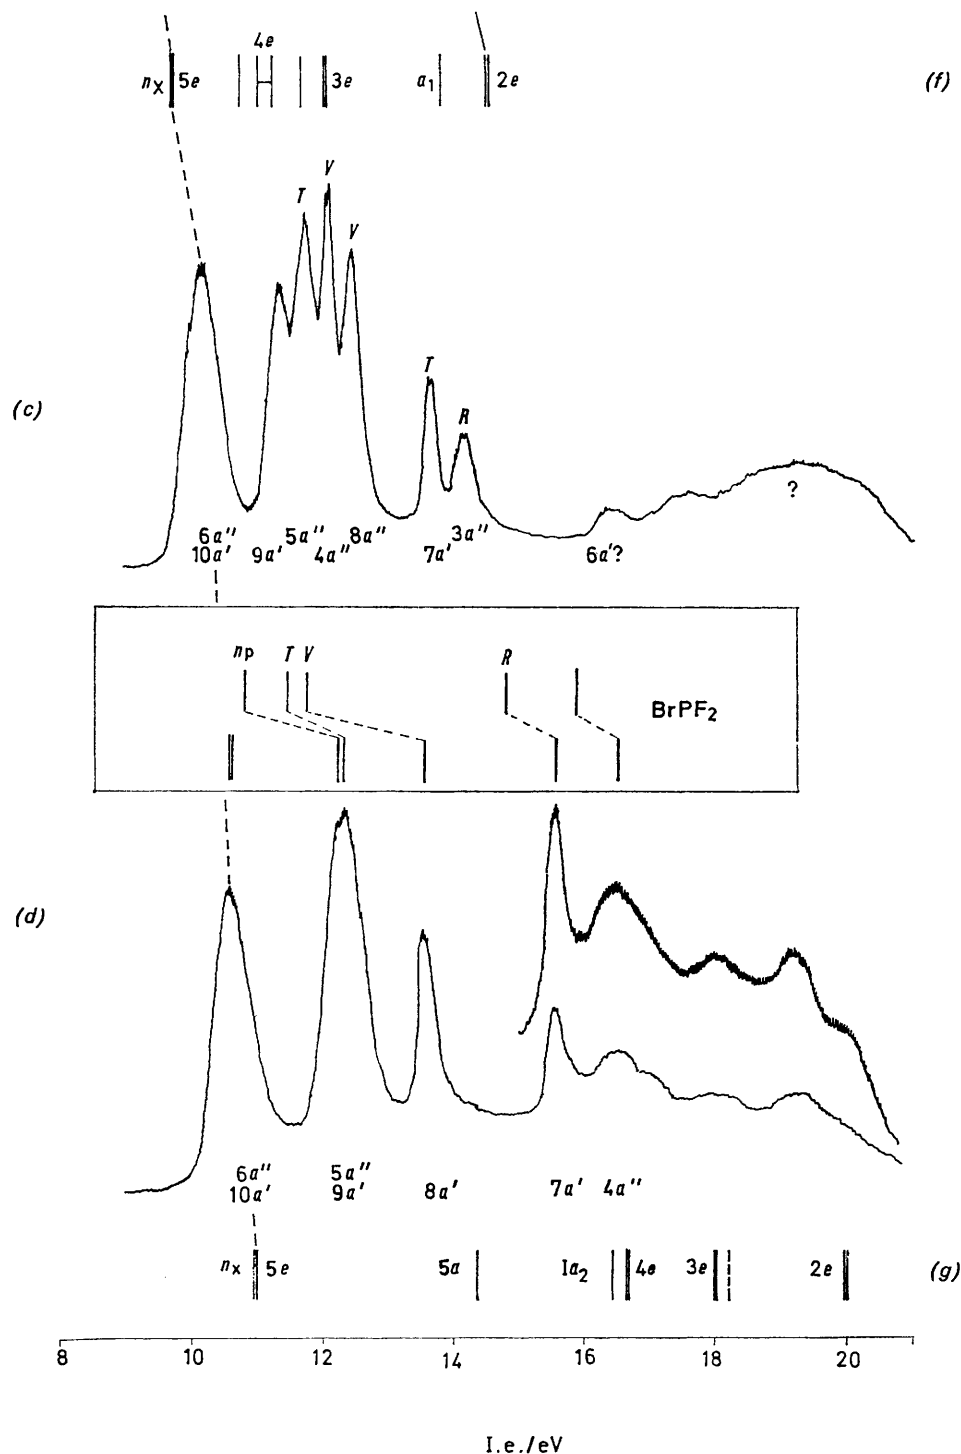 4e
nX 5e 3e a1 2e (f)
V
T
V
T
R
(c)
?
6a'' 5a'' 8a'' 3a''
10a' 9a' 4a'' 7a' 6a'?
np T V R
BrPF2
(d)
6a'' 5a''
10a' 9a' 8a' 7a' 4a''
nX 5e 5a Ia2 4e 3e 2e (g)
8 10 12 14 16 18 20
I.e./eV